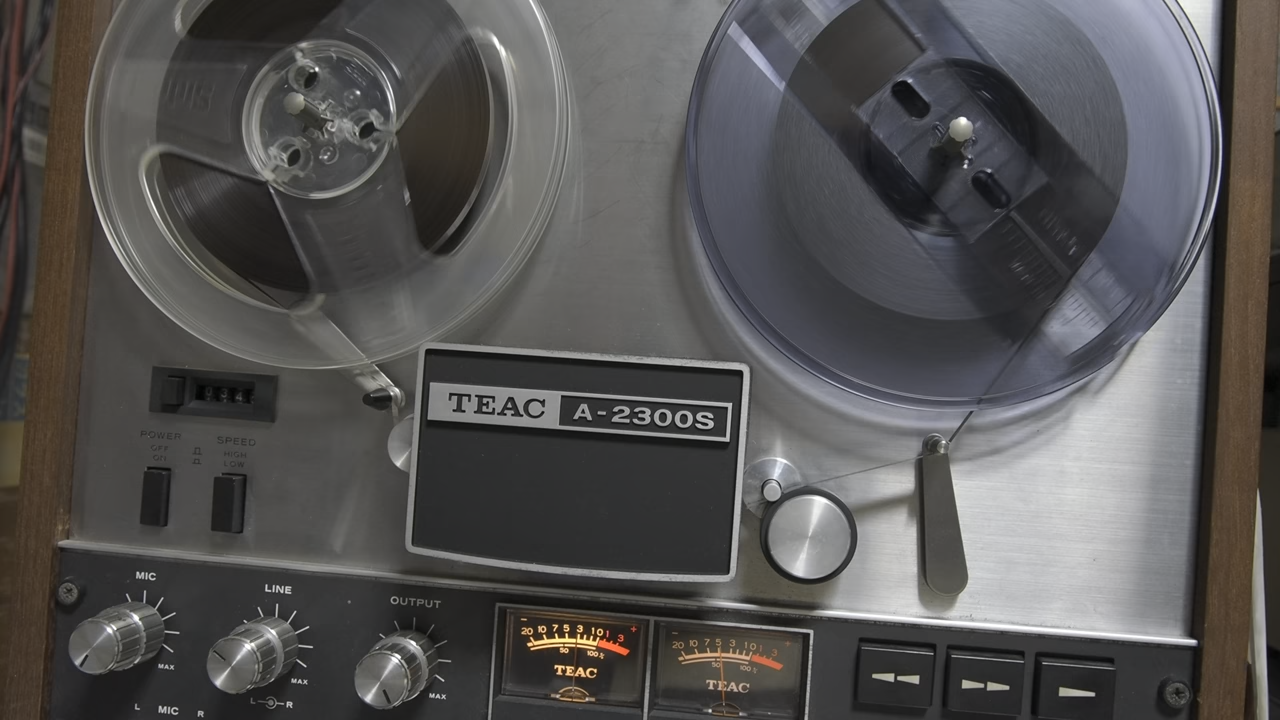 TEAC A-2300S
POWER
OFF
ON
SPEED
HIGH
LOW
MIC
MAX
LINE
MAX
L R
OUTPUT
MAX
L MIC R
- +
20 10 7 5 3 1 0 1 3
50 100%
TEAC
- +
20 10 7 5 3 1 0 1 3
50 100%
TEAC